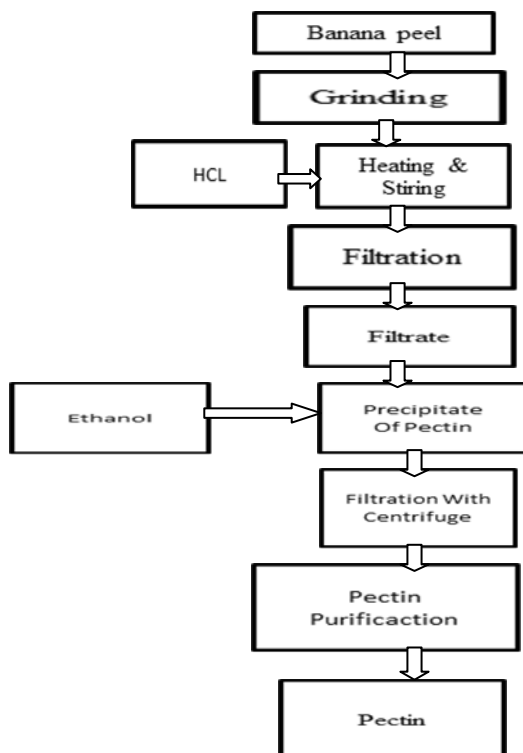 Banana peel
Grinding
HCL
Heating &
Stiring
Filtration
Filtrate
Ethanol
Precipitate
Of Pectin
Filtration With
Centrifuge
Pectin
Purificaction
Pectin